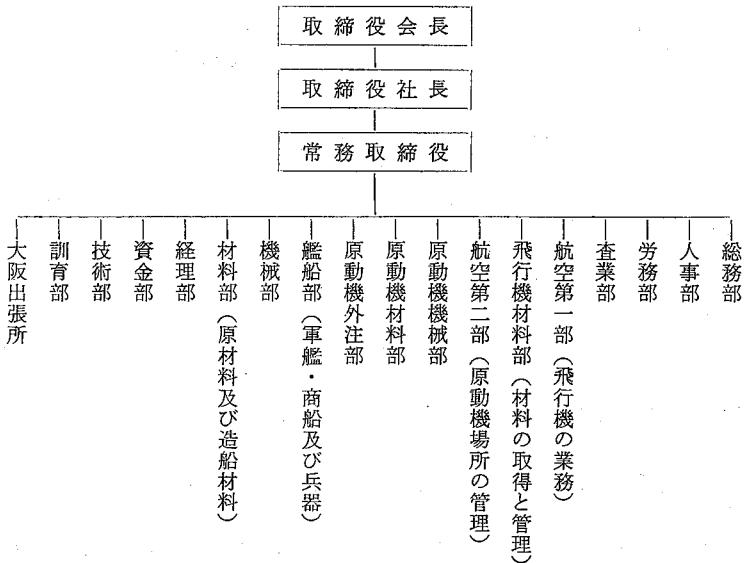 取締役会長
取締役社長
常務取締役
総務部
人事部
労務部
査業部
航空第一部（飛行機の業務）
飛行機材料部（材料の取得と管理）
航空第二部（原動機場所の管理）
原動機機械部
原動機材料部
原動機外注部
艦船部（軍艦・商船及び兵器）
機械部
材料部（原材料及び造船材料）
経理部
資金部
技術部
訓育部
大阪出張所